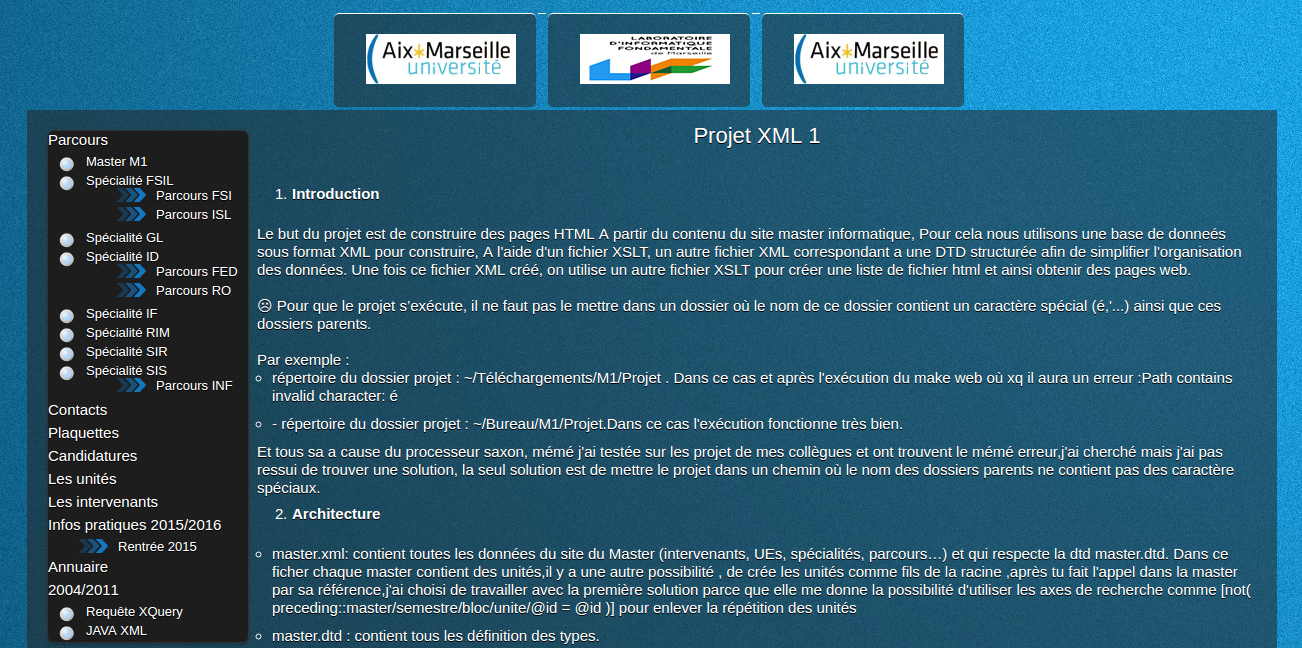 Aix*Marseille
université
LABORATOIRE
D'INFORMATIQUE
FONDAMENTALE
de Marseille
LIF
Aix*Marseille
université
Parcours
Master M1
Spécialité FSIL
Parcours FSI
Parcours ISL
Spécialité GL
Spécialité ID
Parcours FED
Parcours RO
Spécialité IF
Spécialité RIM
Spécialité SIR
Spécialité SIS
Parcours INF
Contacts
Plaquettes
Candidatures
Les unités
Les intervenants
Infos pratiques 2015/2016
Rentrée 2015
Annuaire
2004/2011
Requête XQuery
JAVA XML
Projet XML 1
1. Introduction
Le but du projet est de construire des pages HTML A partir du contenu du site master informatique, Pour cela nous utilisons une base de donneés
sous format XML pour construire, A l'aide d'un fichier XSLT, un autre fichier XML correspondant a une DTD structurée afin de simplifier l'organisation
des données. Une fois ce fichier XML créé, on utilise un autre fichier XSLT pour créer une liste de fichier html et ainsi obtenir des pages web.
☹ Pour que le projet s'exécute, il ne faut pas le mettre dans un dossier où le nom de ce dossier contient un caractère spécial (é,'...) ainsi que ces
dossiers parents.
Par exemple :
répertoire du dossier projet : ~/Téléchargements/M1/Projet . Dans ce cas et après l'exécution du make web où xq il aura un erreur :Path contains
invalid character: é
- répertoire du dossier projet : ~/Bureau/M1/Projet.Dans ce cas l'exécution fonctionne très bien.
Et tous sa a cause du processeur saxon, mémé j'ai testée sur les projet de mes collègues et ont trouvent le mémé erreur,j'ai cherché mais j'ai pas
ressui de trouver une solution, la seul solution est de mettre le projet dans un chemin où le nom des dossiers parents ne contient pas des caractère
spéciaux.
2. Architecture
master.xml: contient toutes les données du site du Master (intervenants, UEs, spécialités, parcours…) et qui respecte la dtd master.dtd. Dans ce
ficher chaque master contient des unités,il y a une autre possibilité , de crée les unités comme fils de la racine ,après tu fait l'appel dans la master
par sa référence,j'ai choisi de travailler avec la première solution parce que elle me donne la possibilité d'utiliser les axes de recherche comme [not(
preceding::master/semestre/bloc/unite/@id = @id )] pour enlever la répétition des unités
master.dtd : contient tous les définition des types.